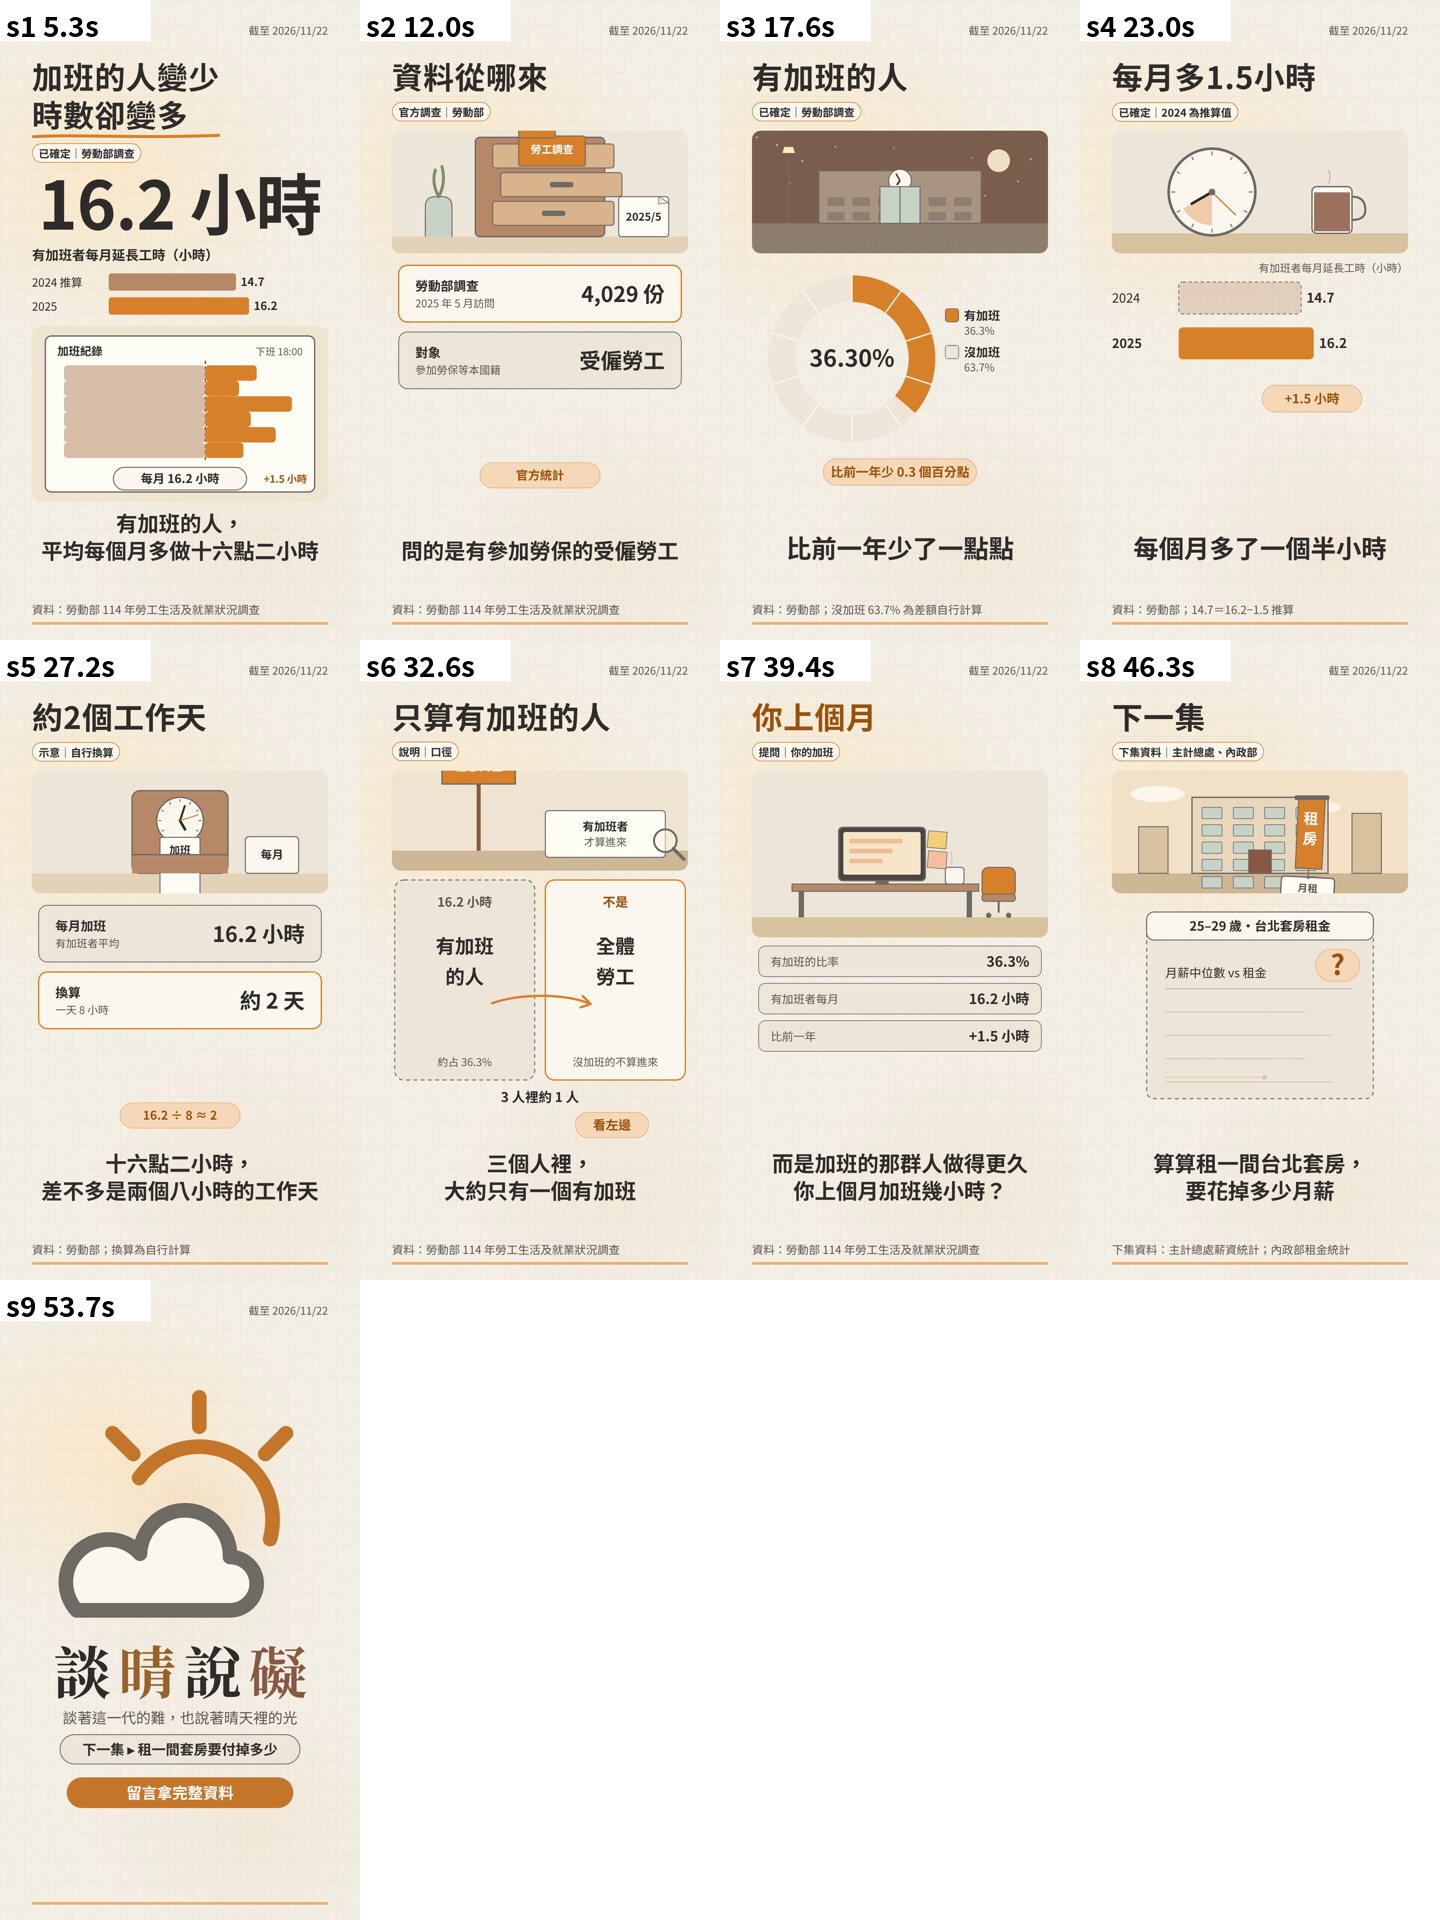 s1 5.3s
截至 2026/11/22
加班的人變少
時數卻變多
已確定｜勞動部調查
16.2 小時
有加班者每月延長工時（小時）
2024 推算
14.7
2025
16.2
加班紀錄
下班 18:00
每月 16.2 小時
+1.5 小時
有加班的人，
平均每個月多做十六點二小時
資料：勞動部 114 年勞工生活及就業狀況調查
s2 12.0s
截至 2026/11/22
資料從哪來
官方調查｜勞動部
勞工調查
2025/5
勞動部調查
2025 年 5 月訪問
4,029 份
對象
參加勞保等本國籍
受僱勞工
官方統計
問的是有參加勞保的受僱勞工
資料：勞動部 114 年勞工生活及就業狀況調查
s3 17.6s
截至 2026/11/22
有加班的人
已確定｜勞動部調查
36.30%
有加班
36.3%
沒加班
63.7%
比前一年少 0.3 個百分點
比前一年少了一點點
資料：勞動部；沒加班 63.7% 為差額自行計算
s4 23.0s
截至 2026/11/22
每月多1.5小時
已確定｜2024 為推算值
有加班者每月延長工時（小時）
2024
14.7
2025
16.2
+1.5 小時
每個月多了一個半小時
資料：勞動部；14.7＝16.2−1.5 推算
s5 27.2s
截至 2026/11/22
約2個工作天
示意｜自行換算
加班
每月
每月加班
有加班者平均
16.2 小時
換算
一天 8 小時
約 2 天
16.2 ÷ 8 ≈ 2
十六點二小時，
差不多是兩個八小時的工作天
資料：勞動部；換算為自行計算
s6 32.6s
截至 2026/11/22
只算有加班的人
說明｜口徑
有加班者
才算進來
16.2 小時
有加班
的人
約占 36.3%
不是
全體
勞工
沒加班的不算進來
3 人裡約 1 人
看左邊
三個人裡，
大約只有一個有加班
資料：勞動部 114 年勞工生活及就業狀況調查
s7 39.4s
截至 2026/11/22
你上個月
提問｜你的加班
有加班的比率
36.3%
有加班者每月
16.2 小時
比前一年
+1.5 小時
而是加班的那群人做得更久
你上個月加班幾小時？
資料：勞動部 114 年勞工生活及就業狀況調查
s8 46.3s
截至 2026/11/22
下一集
下集資料｜主計總處、內政部
租
房
月租
25–29 歲・台北套房租金
月薪中位數 vs 租金
?
算算租一間台北套房，
要花掉多少月薪
下集資料：主計總處薪資統計；內政部租金統計
s9 53.7s
截至 2026/11/22
談晴說礙
談著這一代的難，也說著晴天裡的光
下一集 ▸ 租一間套房要付掉多少
留言拿完整資料